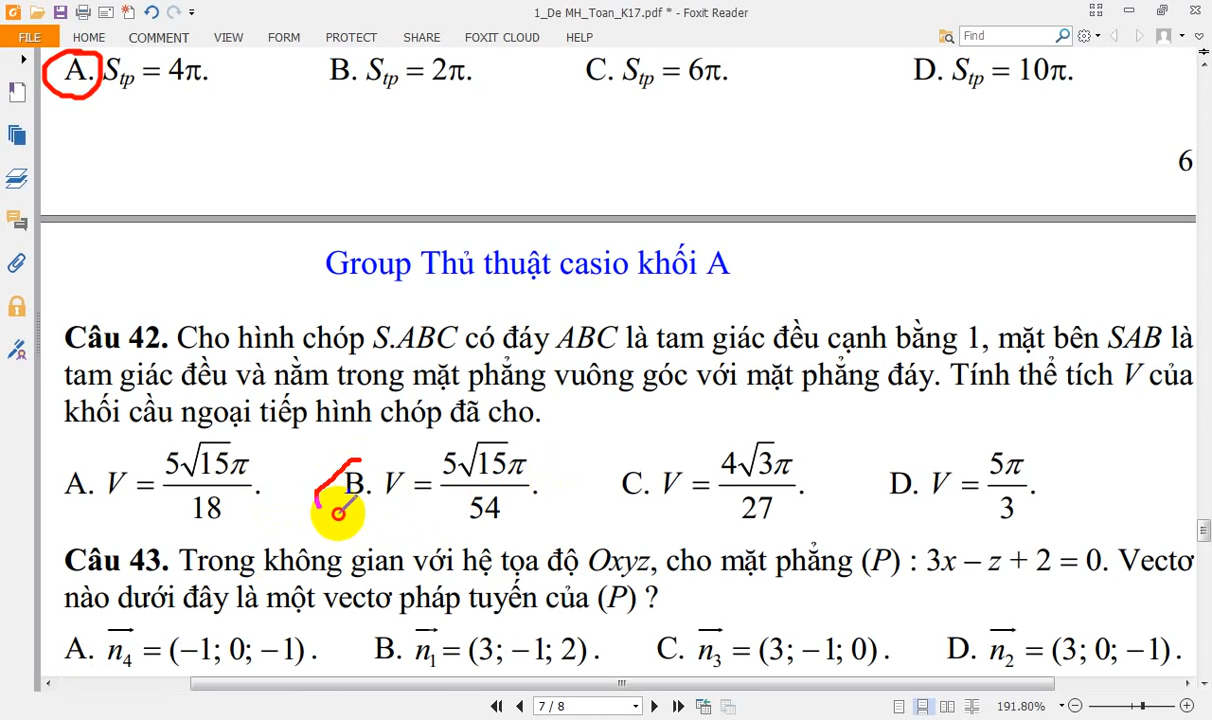 1_De MH_Toan_K17.pdf * - Foxit Reader
FILE HOME COMMENT VIEW FORM PROTECT SHARE FOXIT CLOUD HELP Find
A. S_tp = 4π. B. S_tp = 2π. C. S_tp = 6π. D. S_tp = 10π.
6
Group Thủ thuật casio khối A
Câu 42. Cho hình chóp S.ABC có đáy ABC là tam giác đều cạnh bằng 1, mặt bên SAB là
tam giác đều và nằm trong mặt phẳng vuông góc với mặt phẳng đáy. Tính thể tích V của
khối cầu ngoại tiếp hình chóp đã cho.
A. V = 5√15π/18. B. V = 5√15π/54. C. V = 4√3π/27. D. V = 5π/3.
Câu 43. Trong không gian với hệ tọa độ Oxyz, cho mặt phẳng (P) : 3x − z + 2 = 0. Vectơ
nào dưới đây là một vectơ pháp tuyến của (P) ?
A. n₄ = (−1; 0; −1). B. n₁ = (3; −1; 2). C. n₃ = (3; −1; 0). D. n₂ = (3; 0; −1).
7 / 8 191.80%